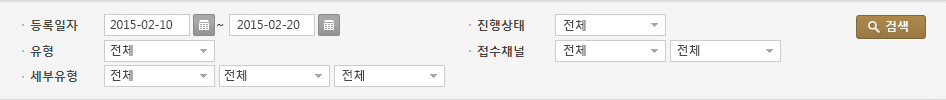 · 등록일자 2015-02-10 ~ 2015-02-20 · 진행상태 전체 검색
· 유형 전체 · 접수채널 전체 전체
· 세부유형 전체 전체 전체